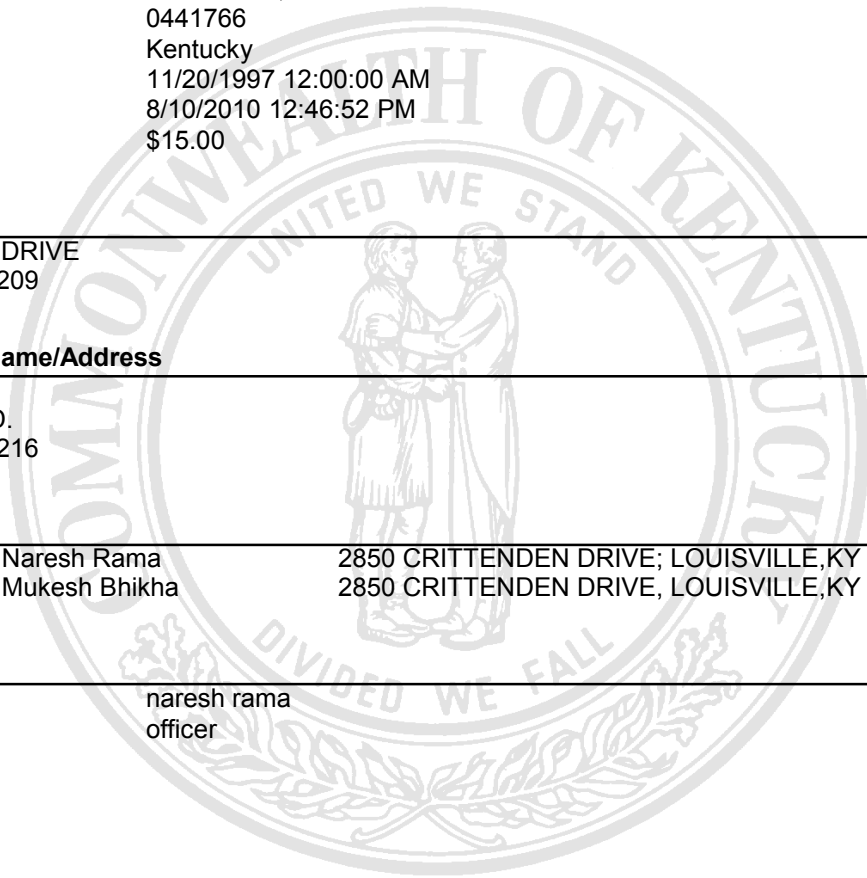 0441766
Kentucky
11/20/1997 12:00:00 AM
8/10/2010 12:46:52 PM
$15.00
COMMONWEALTH OF KENTUCKY
UNITED WE STAND
DRIVE
209
ame/Address
O.
216
Naresh Rama 2850 CRITTENDEN DRIVE; LOUISVILLE,KY
Mukesh Bhikha 2850 CRITTENDEN DRIVE, LOUISVILLE,KY
DIVIDED WE FALL
naresh rama
officer